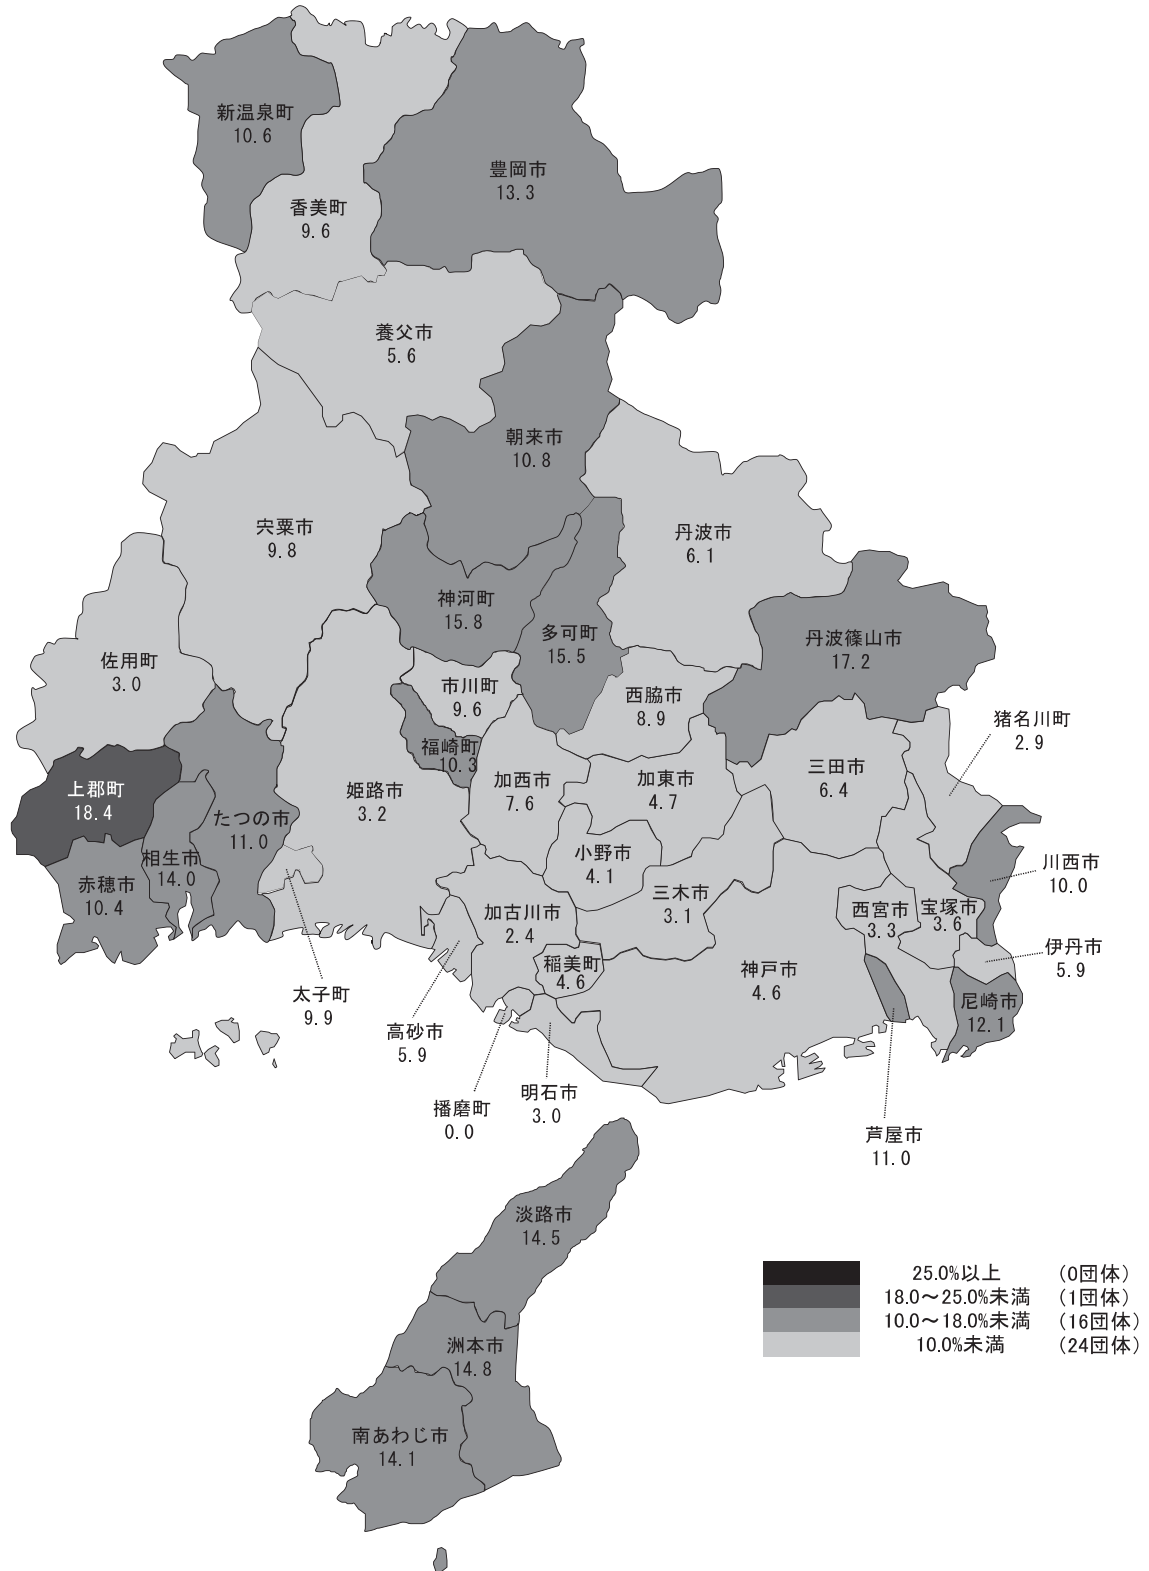 新温泉町
10.6
豊岡市
13.3
香美町
9.6
養父市
5.6
朝来市
10.8
宍粟市
9.8
丹波市
6.1
神河町
15.8
多可町
15.5
丹波篠山市
17.2
佐用町
3.0
市川町
9.6
西脇市
8.9
猪名川町
2.9
福崎町
10.3
上郡町
18.4
姫路市
3.2
加西市
7.6
加東市
4.7
三田市
6.4
たつの市
11.0
相生市
14.0
赤穂市
10.4
小野市
4.1
川西市
10.0
三木市
3.1
加古川市
2.4
西宮市
3.3
宝塚市
3.6
伊丹市
5.9
稲美町
4.6
神戸市
4.6
尼崎市
12.1
太子町
9.9
高砂市
5.9
播磨町
0.0
明石市
3.0
芦屋市
11.0
淡路市
14.5
洲本市
14.8
南あわじ市
14.1
25.0%以上 (0団体)
18.0～25.0%未満 (1団体)
10.0～18.0%未満 (16団体)
10.0%未満 (24団体)